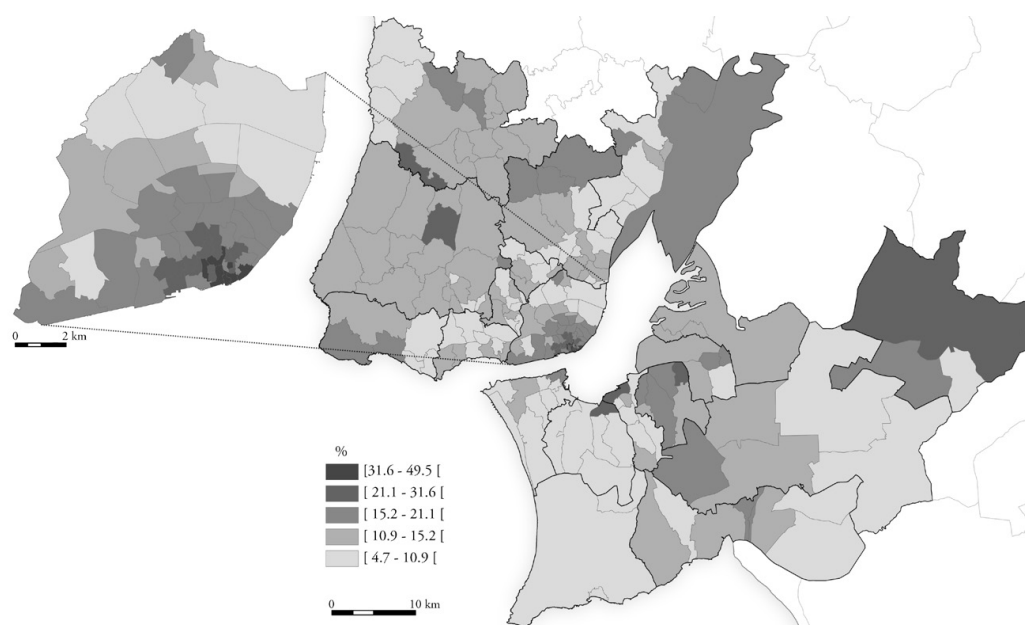 0 2 km
%
[31.6 - 49.5 [
[ 21.1 - 31.6 [
[ 15.2 - 21.1 [
[ 10.9 - 15.2 [
[ 4.7 - 10.9 [
0 10 km